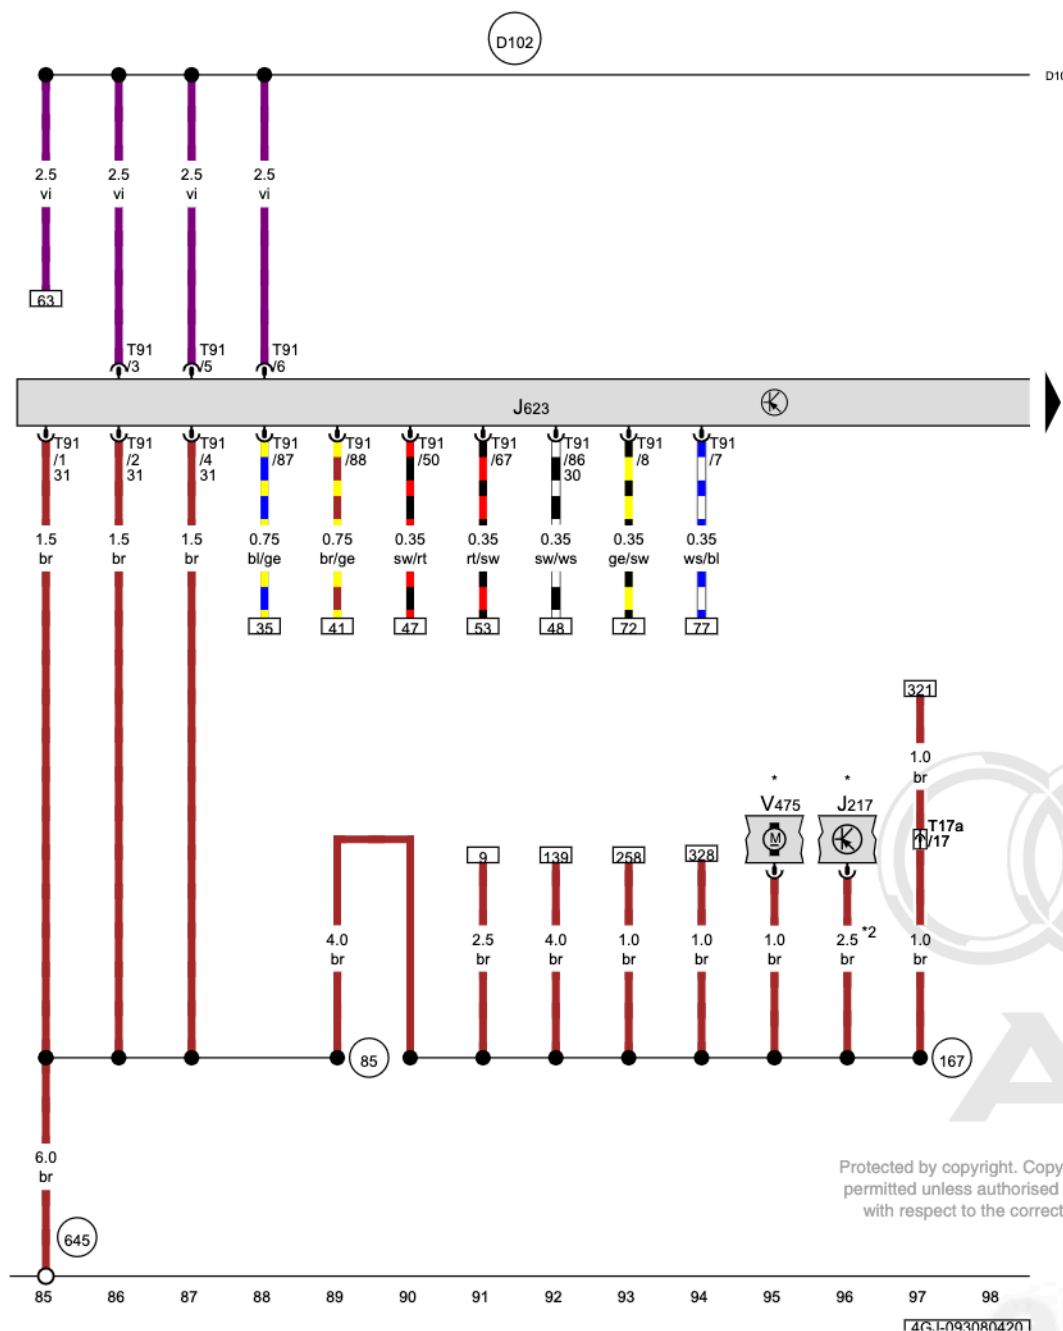 D102
2.5 2.5 2.5 2.5
vi vi vi vi
63
T91 T91 T91
/3 /5 /6
J623
T91 T91 T91 T91 T91 T91 T91 T91 T91 T91
/1 /2 /4 /87 /88 /50 /67 /86 /8 /7
31 31 31 30
1.5 1.5 1.5 0.75 0.75 0.35 0.35 0.35 0.35 0.35
br br br bl/ge br/ge sw/rt rt/sw sw/ws ge/sw ws/bl
35 41 47 53 48 72 77
321
1.0
br
* *
V475 J217
M
T17a
/17
9 139 258 328
4.0 2.5 4.0 1.0 1.0 1.0 2.5 *2 1.0
br br br br br br br br
85 167
6.0
br
645
Protected by copyright. Copy
permitted unless authorised
with respect to the correct
85 86 87 88 89 90 91 92 93 94 95 96 97 98
4GJ-093080420